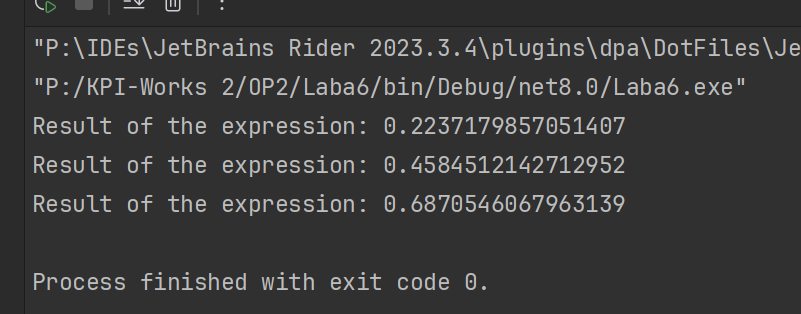 "P:\IDEs\JetBrains Rider 2023.3.4\plugins\dpa\DotFiles\Je
"P:/KPI-Works 2/OP2/Laba6/bin/Debug/net8.0/Laba6.exe"
Result of the expression: 0.2237179857051407
Result of the expression: 0.4584512142712952
Result of the expression: 0.6870546067963139
Process finished with exit code 0.